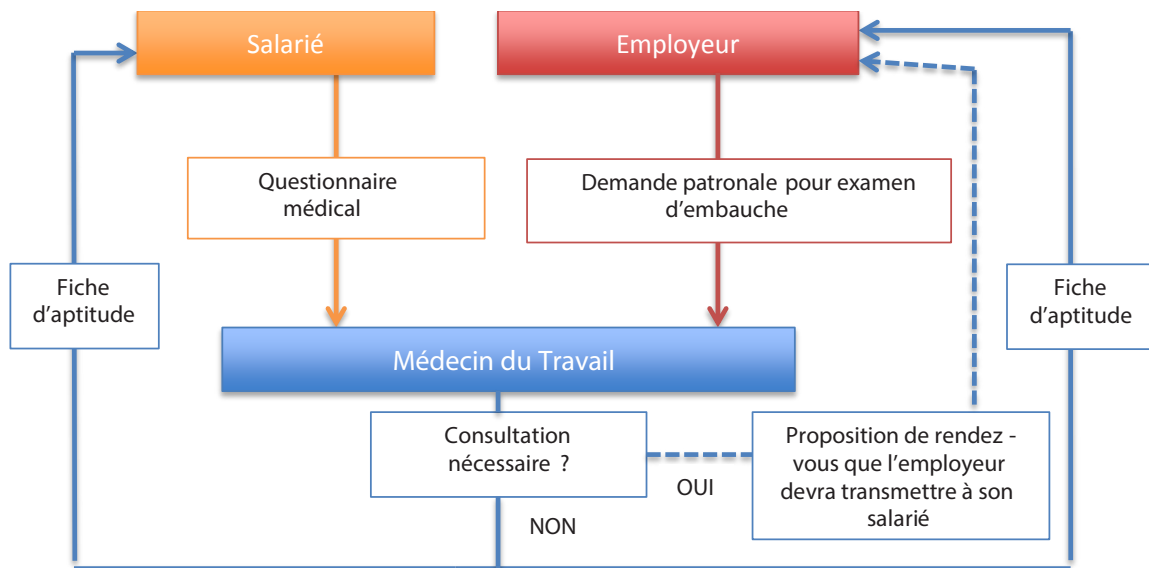 Salarié
Employeur
Questionnaire
médical
Demande patronale pour examen
d'embauche
Fiche
d'aptitude
Fiche
d'aptitude
Médecin du Travail
Consultation
nécessaire ?
OUI
Proposition de rendez -
vous que l'employeur
devra transmettre à son
salarié
NON